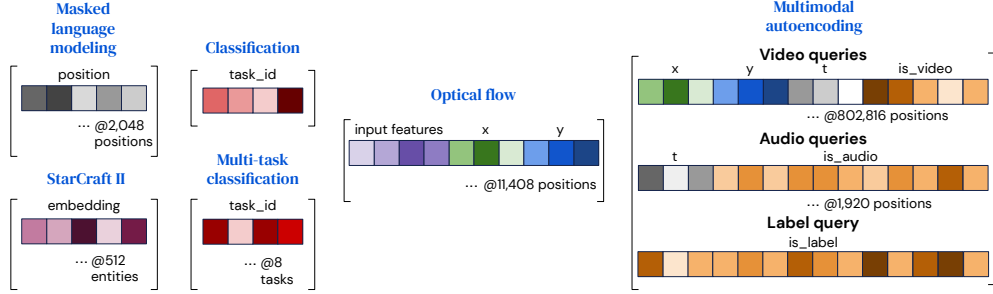 Masked
language
modeling
position
··· @2,048
positions
StarCraft II
embedding
··· @512
entities
Classification
task_id
Multi-task
classification
task_id
··· @8
tasks
Optical flow
input features x y
··· @11,408 positions
Multimodal
autoencoding
Video queries
x y t is_video
··· @802,816 positions
Audio queries
t is_audio
··· @1,920 positions
Label query
is_label